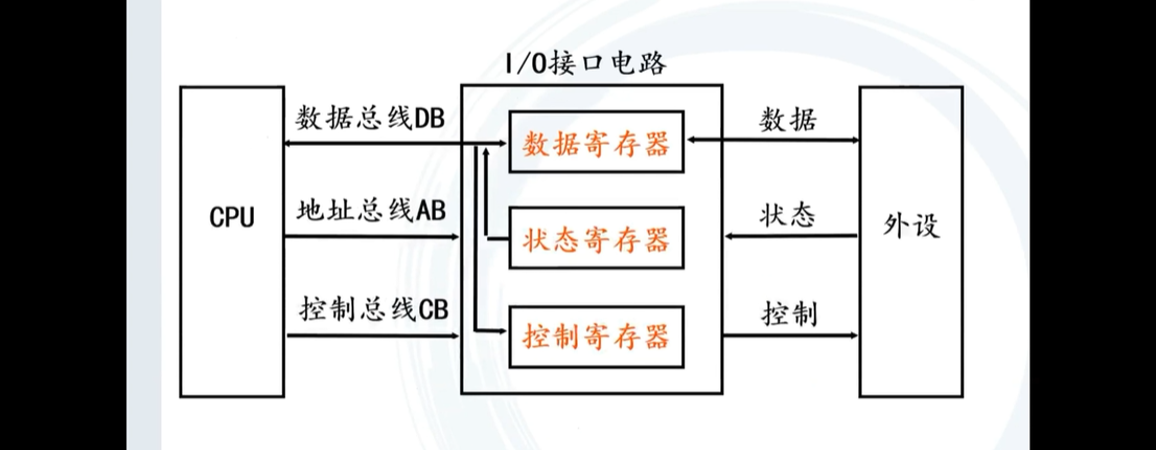 I/O接口电路
数据总线DB
数据寄存器
数据
CPU
地址总线AB
状态寄存器
状态
外设
控制总线CB
控制寄存器
控制